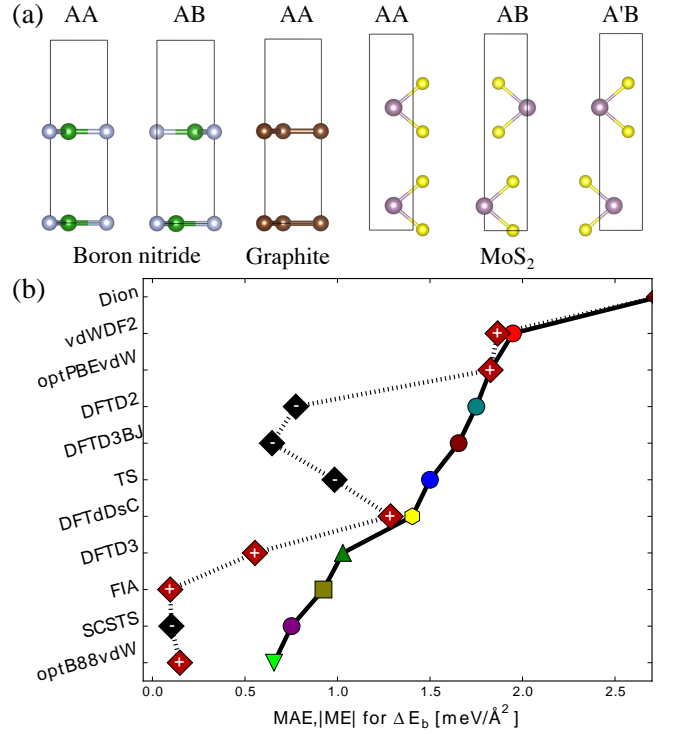 (a) AA AB AA AA AB A'B
Boron nitride Graphite MoS₂
(b)
Dion
vdWDF2
optPBEvdW
DFTD2
DFTD3BJ
TS
DFTdDsC
DFTD3
FIA
SCSTS
optB88vdW
+
+
-
-
-
+
+
+
-
+
0.0 0.5 1.0 1.5 2.0 2.5
MAE,|ME| for Δ E_b [meV/Å²]